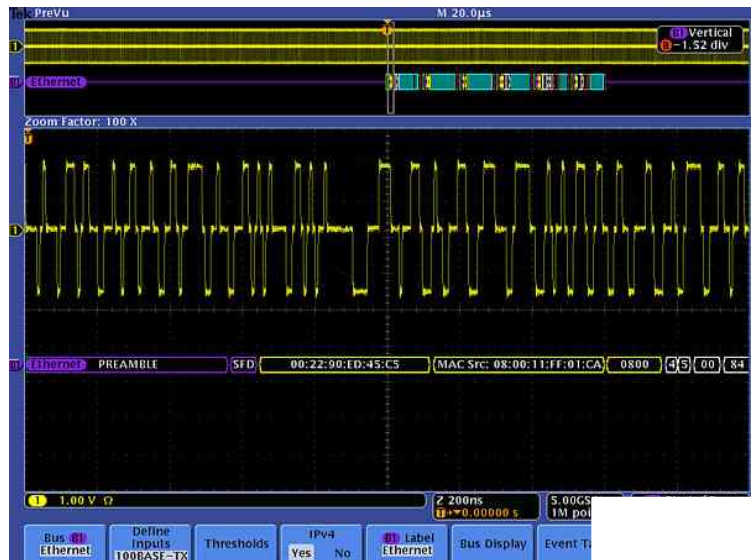 Tek PreVu M 20.0µs
B1 Vertical
B -1.52 div
Ethernet
Zoom Factor: 100 X
Ethernet PREAMBLE SFD 00:22:90:ED:45:C5 MAC Src: 08:00:11:FF:01:CA 0800 4 5 00 84
1 1.00 V Ω Z 200ns 5.00GS
T→▼0.00000 s 1M poi
Bus B1 Define IPv4 B1 Label
Ethernet Inputs Thresholds Yes No Ethernet Bus Display Event Ta
100BASE-TX